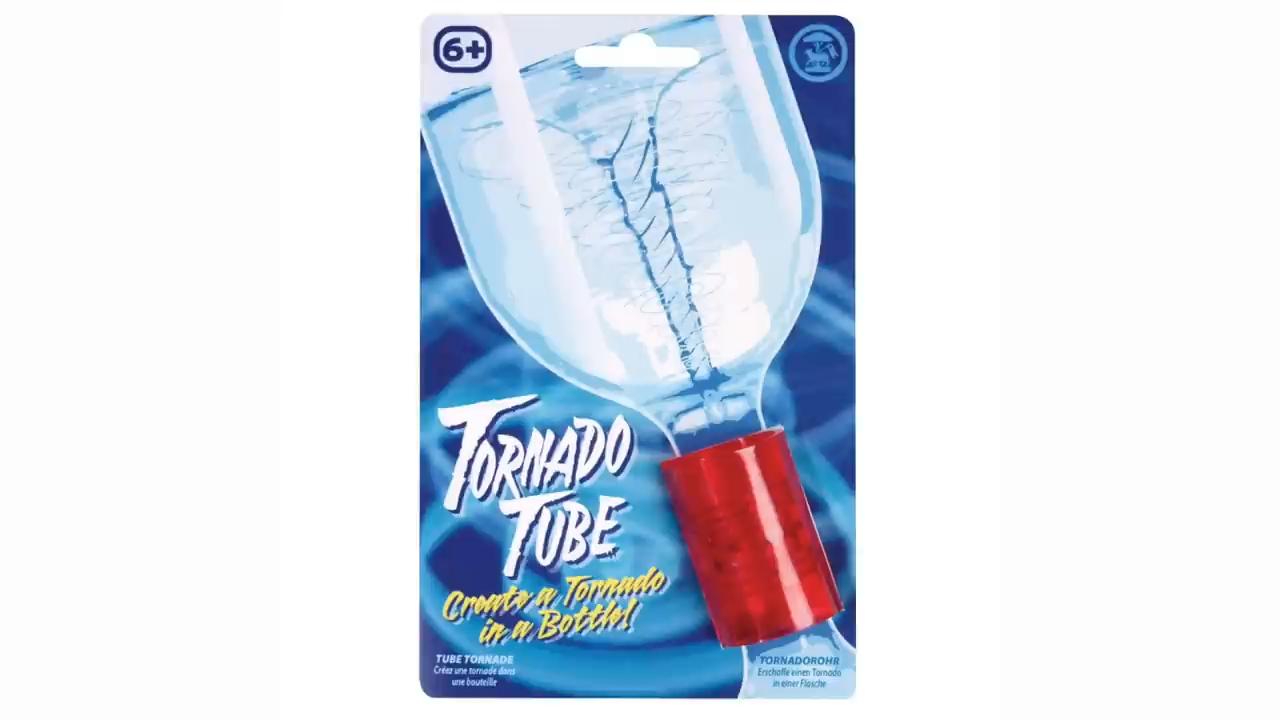 6+
TORNADO
TUBE
Create a Tornado
in a Bottle!
TUBE TORNADE
Créez une tornade dans
une bouteille
TORNADOROHR
Erschaffe einen Tornado
in einer Flasche